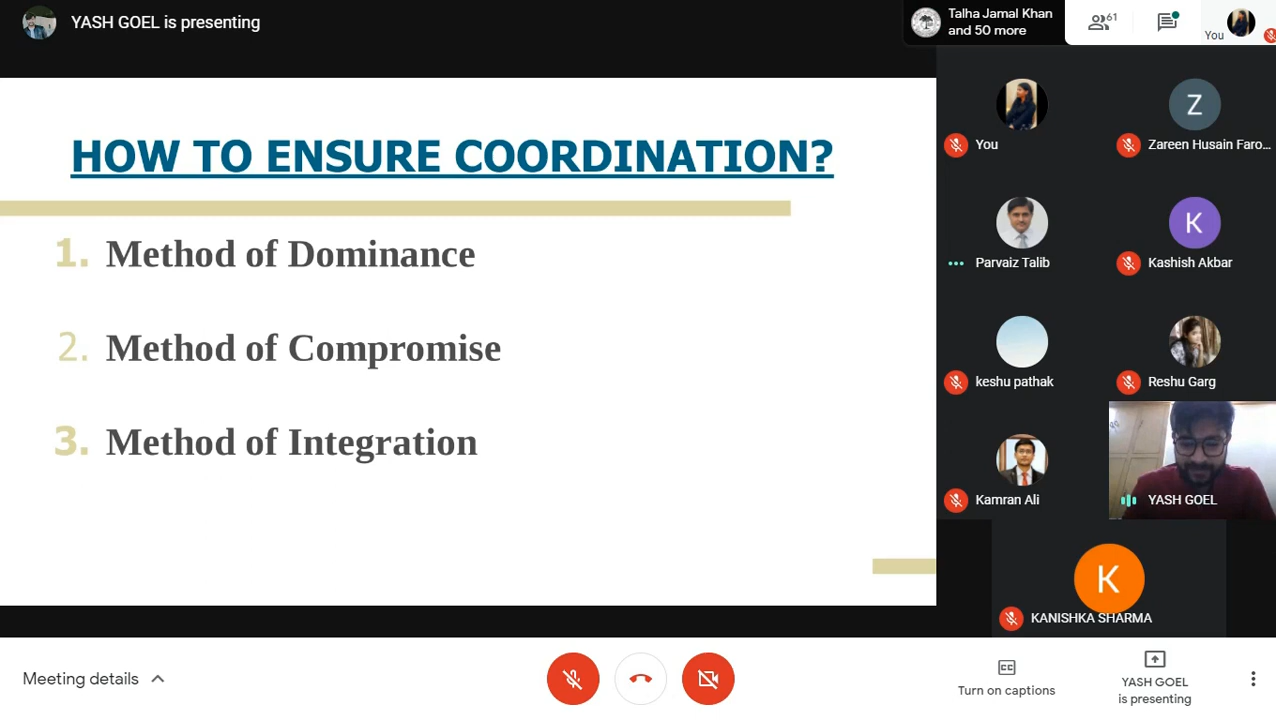 YASH GOEL is presenting
Talha Jamal Khan
and 50 more
61
You
HOW TO ENSURE COORDINATION?
1. Method of Dominance
2. Method of Compromise
3. Method of Integration
You
Z
Zareen Husain Faro...
Parvaiz Talib
K
Kashish Akbar
keshu pathak
Reshu Garg
Kamran Ali
YASH GOEL
K
KANISHKA SHARMA
Meeting details
CC
Turn on captions
YASH GOEL
is presenting